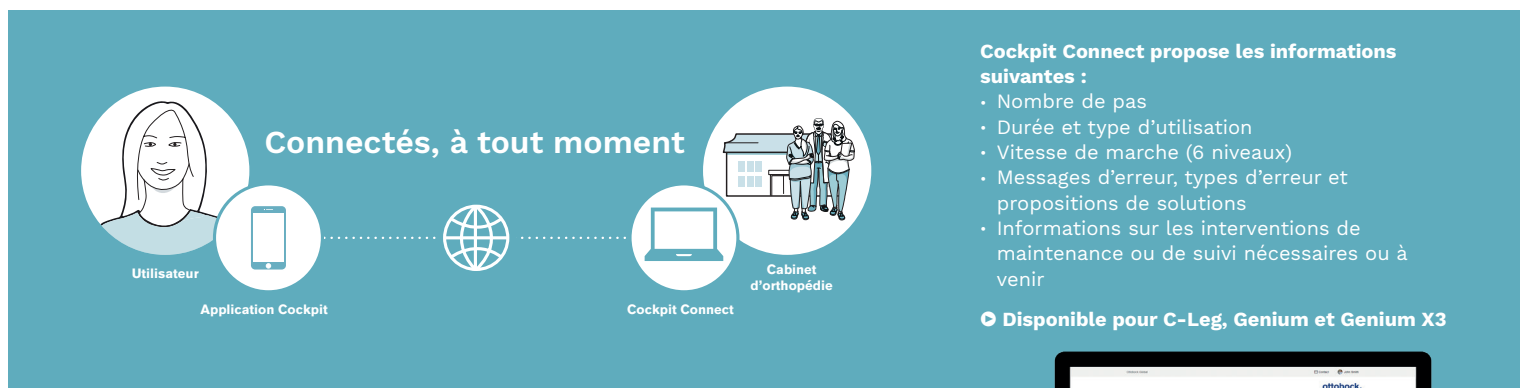 Connectés, à tout moment
Utilisateur
Application Cockpit
Cockpit Connect
Cabinet
d'orthopédie
Cockpit Connect propose les informations
suivantes :
• Nombre de pas
• Durée et type d'utilisation
• Vitesse de marche (6 niveaux)
• Messages d'erreur, types d'erreur et
propositions de solutions
• Informations sur les interventions de
maintenance ou de suivi nécessaires ou à
venir
Disponible pour C-Leg, Genium et Genium X3
ottobock.